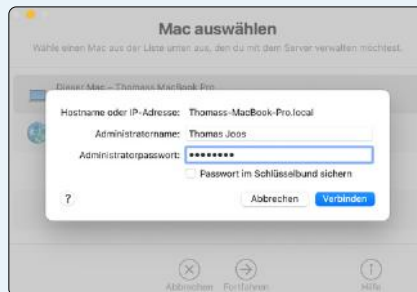 Mac auswählen
Wähle einen Mac aus der Liste unten aus, den du mit dem Server verwalten möchtest.
Dieser Mac – Thomass MacBook Pro
Hostname oder IP-Adresse: Thomass-MacBook-Pro.local
Administratorname: Thomas Joos
Administratorpasswort: ••••••••
Passwort im Schlüsselbund sichern
? Abbrechen Verbinden
Abbrechen Fortfahren Hilfe